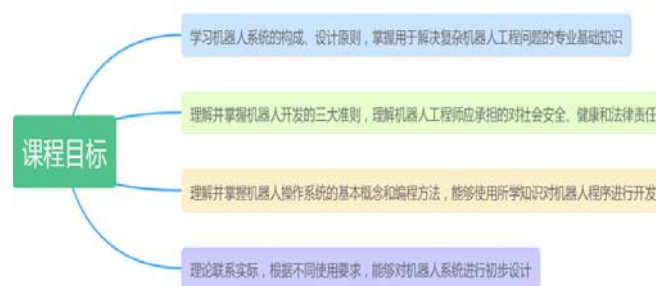 学习机器人系统的构成、设计原则，掌握用于解决复杂机器人工程问题的专业基础知识
理解并掌握机器人开发的三大准则，理解机器人工程师应承担的对社会安全、健康和法律责任
课程目标
理解并掌握机器人操作系统的基本概念和编程方法，能够使用所学知识对机器人程序进行开发
理论联系实际，根据不同使用要求，能够对机器人系统进行初步设计